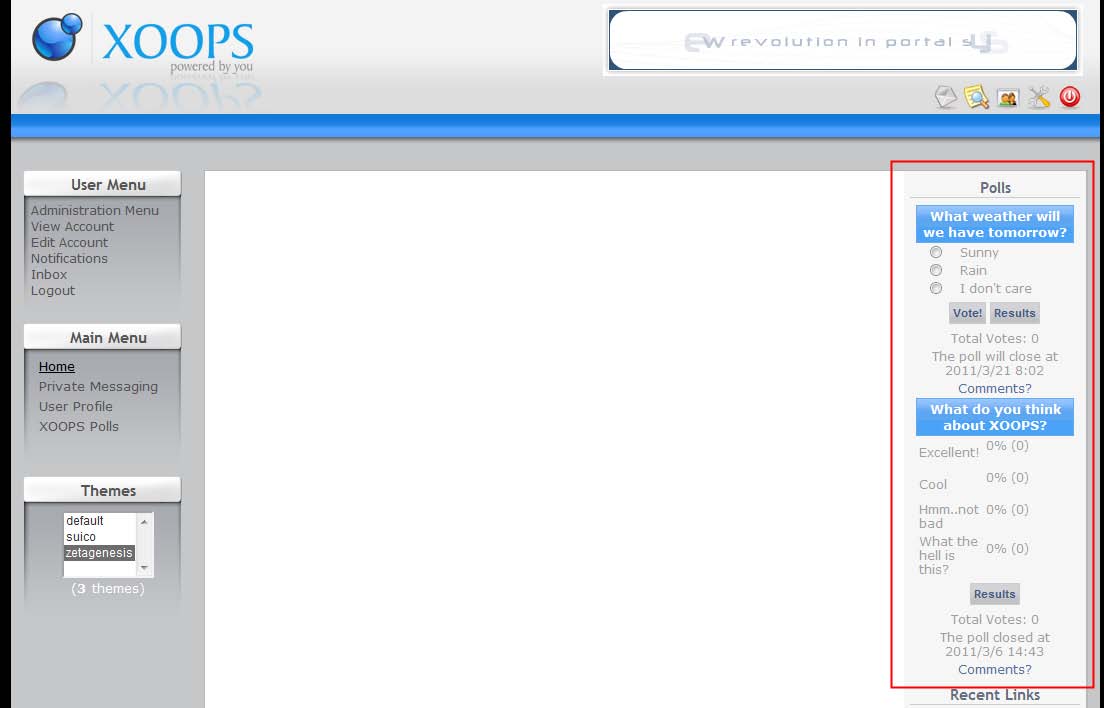 XOOPS
powered by you
ew revolution in portal s
User Menu
Administration Menu
View Account
Edit Account
Notifications
Inbox
Logout
Main Menu
Home
Private Messaging
User Profile
XOOPS Polls
Themes
default
suico
zetagenesis
(3 themes)
Polls
What weather will
we have tomorrow?
Sunny
Rain
I don't care
Vote! Results
Total Votes: 0
The poll will close at
2011/3/21 8:02
Comments?
What do you think
about XOOPS?
Excellent! 0% (0)
Cool 0% (0)
Hmm..not 0% (0)
bad
What the
hell is 0% (0)
this?
Results
Total Votes: 0
The poll closed at
2011/3/6 14:43
Comments?
Recent Links